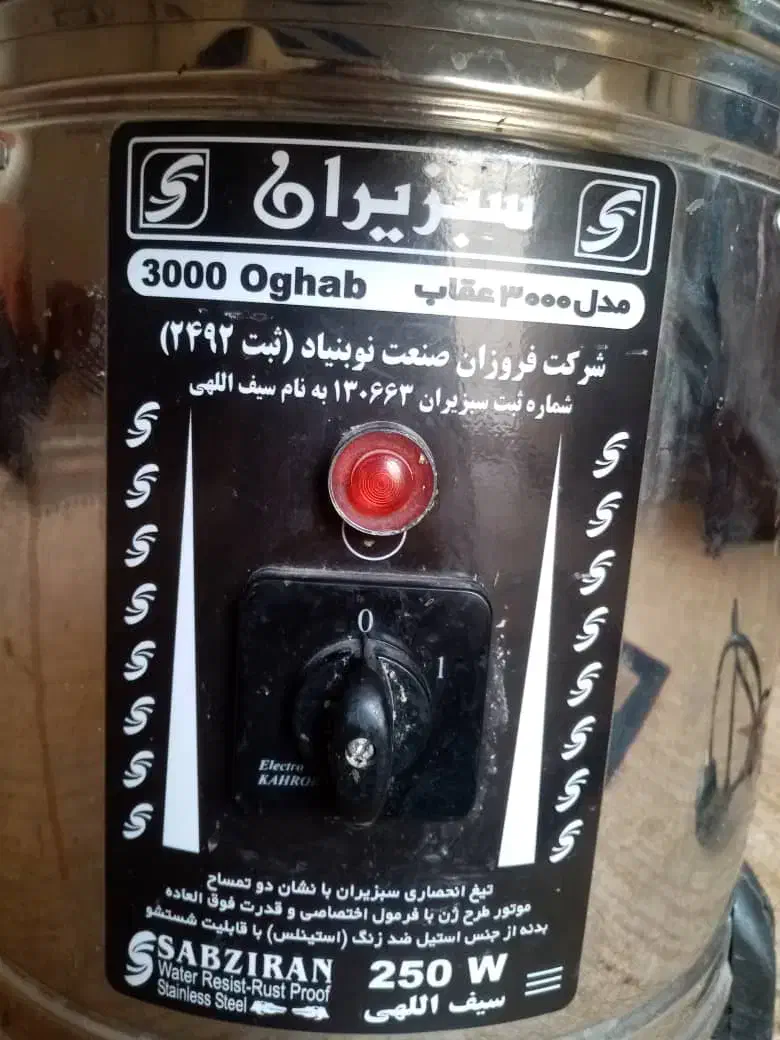 سبزیران
3000 Oghab مدل ۳۰۰۰ عقاب
شرکت فروزان صنعت نوبنیاد (ثبت ۲۴۹۲)
شماره ثبت سبزیران ۱۳۰۶۶۳ به نام سیف اللهی
0
1
Electro
تیغ انحصاری سبزیران با نشان دو تمساح
موتور طرح ژن با فرمول اختصاصی و قدرت فوق العاده
بدنه از جنس استیل ضد زنگ (استینلس) با قابلیت شستشو
SABZIRAN
Water Resist-Rust Proof
Stainless Steel
250 W
سیف اللهی